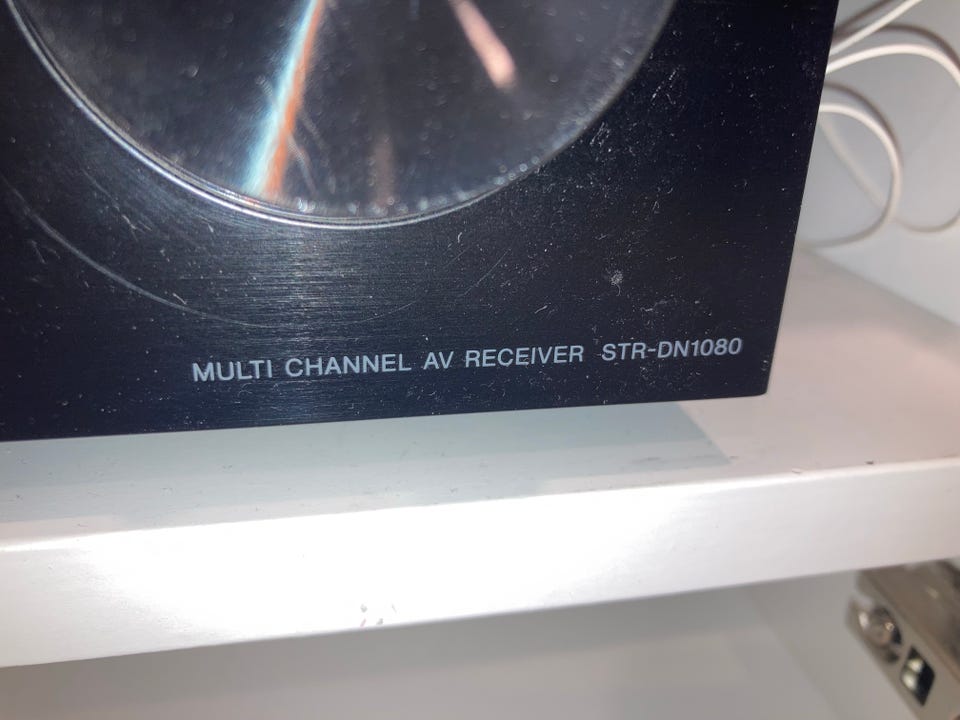 MULTI CHANNEL AV RECEIVER STR-DN1080